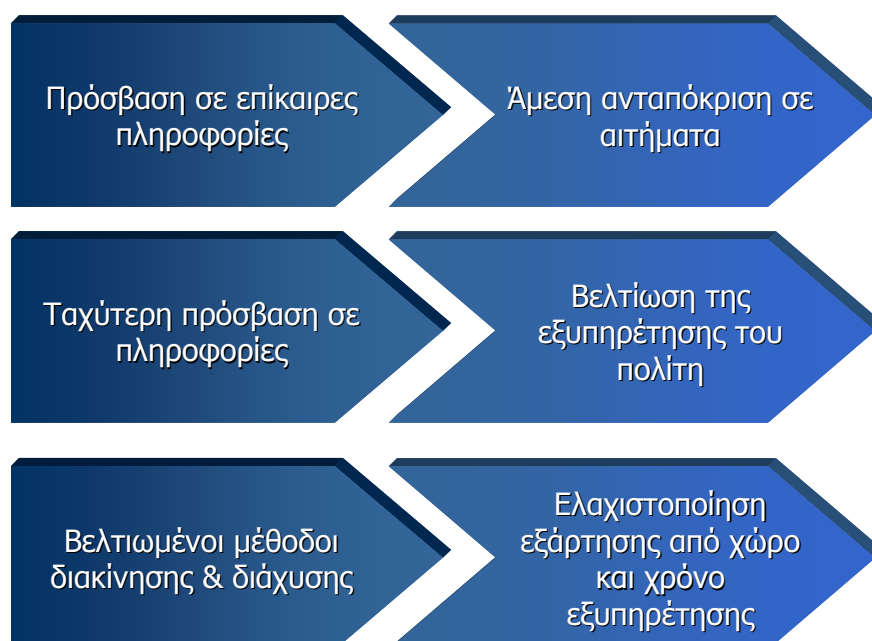 Πρόσβαση σε επίκαιρες
πληροφορίες
Άμεση ανταπόκριση σε
αιτήματα
Ταχύτερη πρόσβαση σε
πληροφορίες
Βελτίωση της
εξυπηρέτησης του
πολίτη
Βελτιωμένοι μέθοδοι
διακίνησης & διάχυσης
Ελαχιστοποίηση
εξάρτησης από χώρο
και χρόνο
εξυπηρέτησης